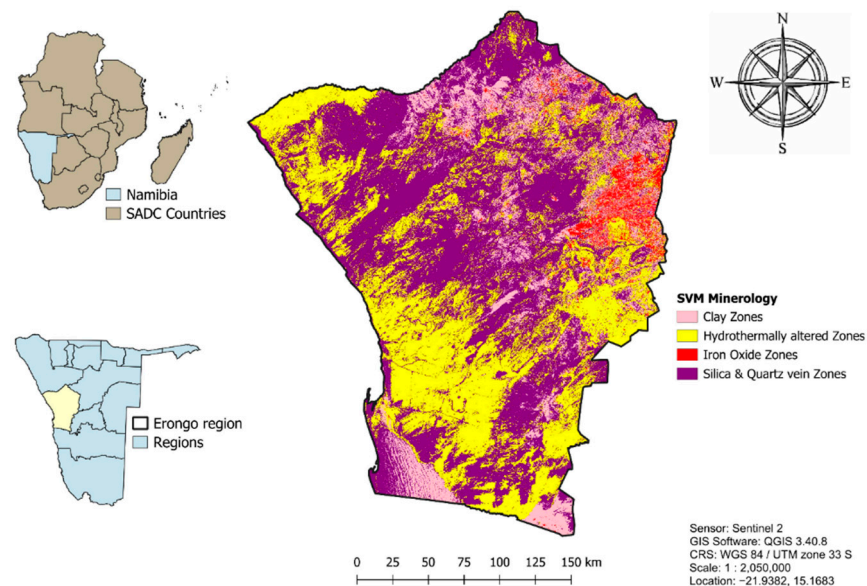 N
W
E
S
Namibia
SADC Countries
SVM Minerology
Clay Zones
Hydrothermally altered Zones
Iron Oxide Zones
Silica & Quartz vein Zones
Erongo region
Regions
Sensor: Sentinel 2
GIS Software: QGIS 3.40.8
CRS: WGS 84 / UTM zone 33 S
Scale: 1 : 2,050,000
Location: −21.9382, 15.1683
0 25 50 75 100 125 150 km